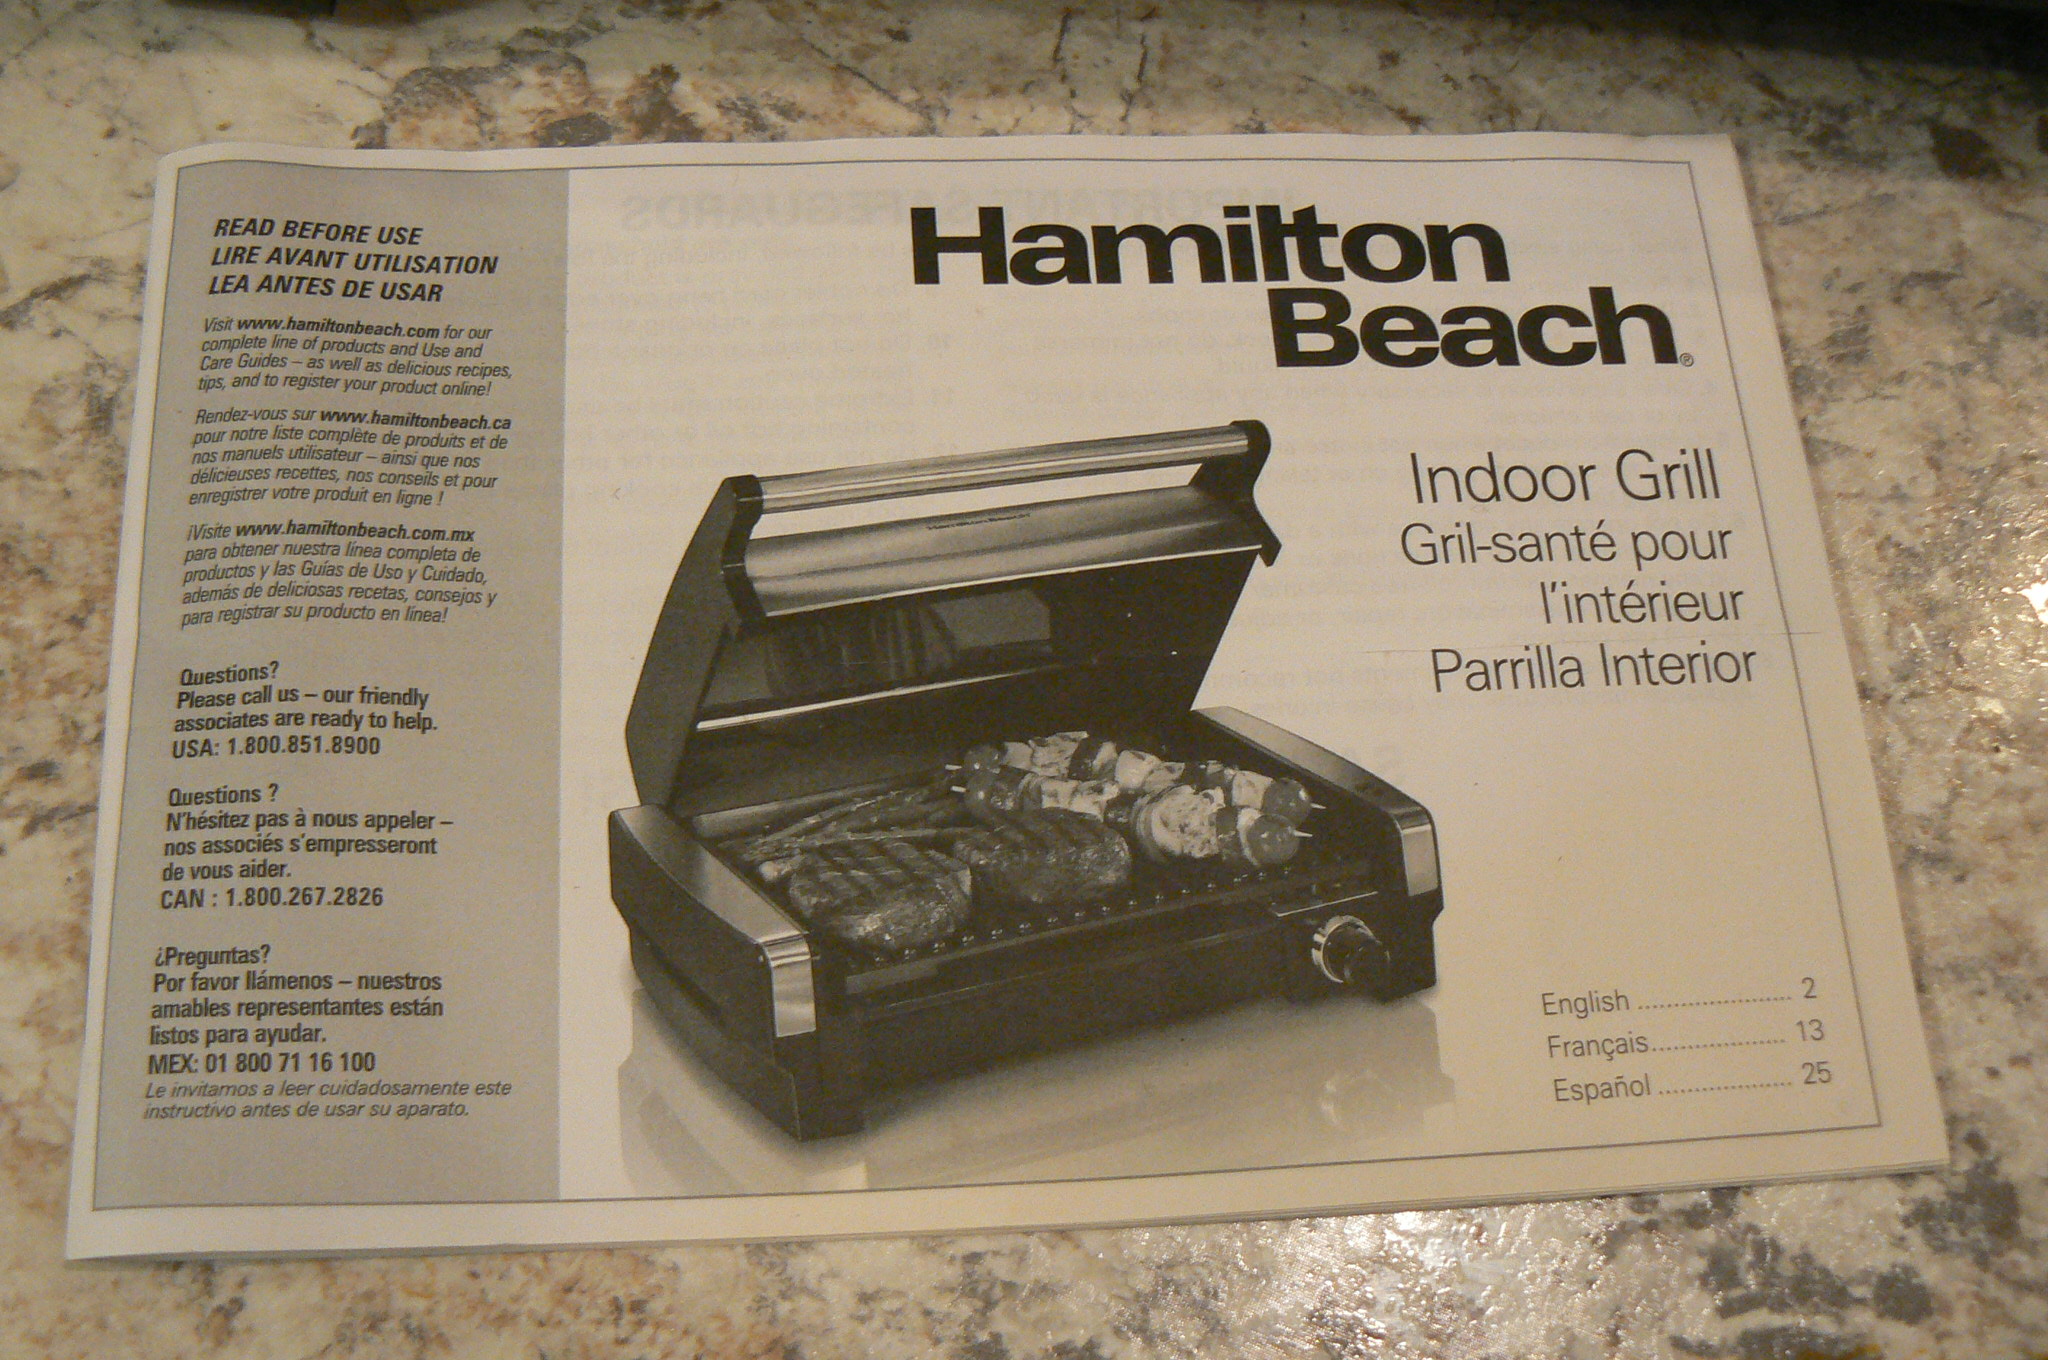 READ BEFORE USE
LIRE AVANT UTILISATION
LEA ANTES DE USAR
Visit www.hamiltonbeach.com for our
complete line of products and Use and
Care Guides – as well as delicious recipes,
tips, and to register your product online!
Rendez-vous sur www.hamiltonbeach.ca
pour notre liste complète de produits et de
nos manuels utilisateur – ainsi que nos
délicieuses recettes, nos conseils et pour
enregistrer votre produit en ligne !
¡Visite www.hamiltonbeach.com.mx
para obtener nuestra línea completa de
productos y las Guías de Uso y Cuidado,
además de deliciosas recetas, consejos y
para registrar su producto en línea!
Questions?
Please call us – our friendly
associates are ready to help.
USA: 1.800.851.8900
Questions ?
N'hésitez pas à nous appeler –
nos associés s'empresseront
de vous aider.
CAN : 1.800.267.2826
¿Preguntas?
Por favor llámenos – nuestros
amables representantes están
listos para ayudar.
MEX: 01 800 71 16 100
Le invitamos a leer cuidadosamente este
instructivo antes de usar su aparato.
Hamilton
Beach®
Hamilton Beach
Indoor Grill
Gril-santé pour
l'intérieur
Parrilla Interior
English ...................... 2
Français................... 13
Español ................... 25